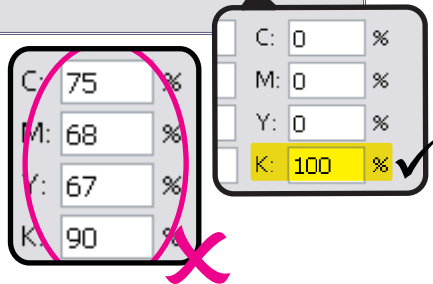 C: 75 %
M: 68 %
Y: 67 %
K: 90 %
C: 0 %
M: 0 %
Y: 0 %
K: 100 %